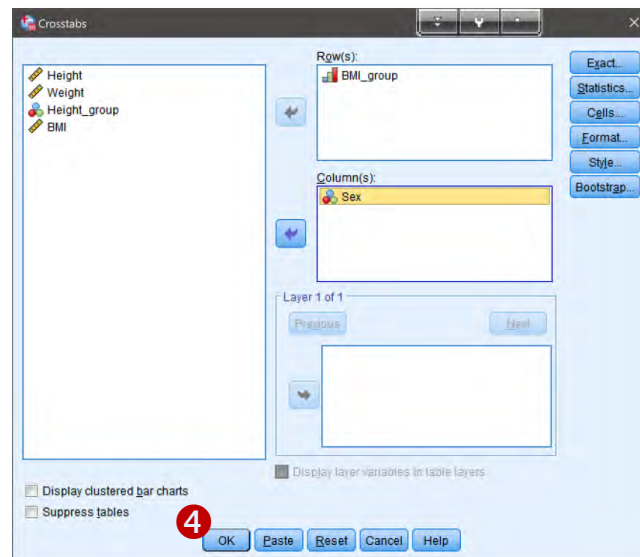 Crosstabs
Row(s):
BMI_group
Height
Weight
Height_group
BMI
Column(s):
Sex
Exact...
Statistics...
Cells...
Format...
Style...
Bootstrap...
Layer 1 of 1
Previous
Next
Display layer variables in table layers
Display clustered bar charts
Suppress tables
4
OK
Paste
Reset
Cancel
Help